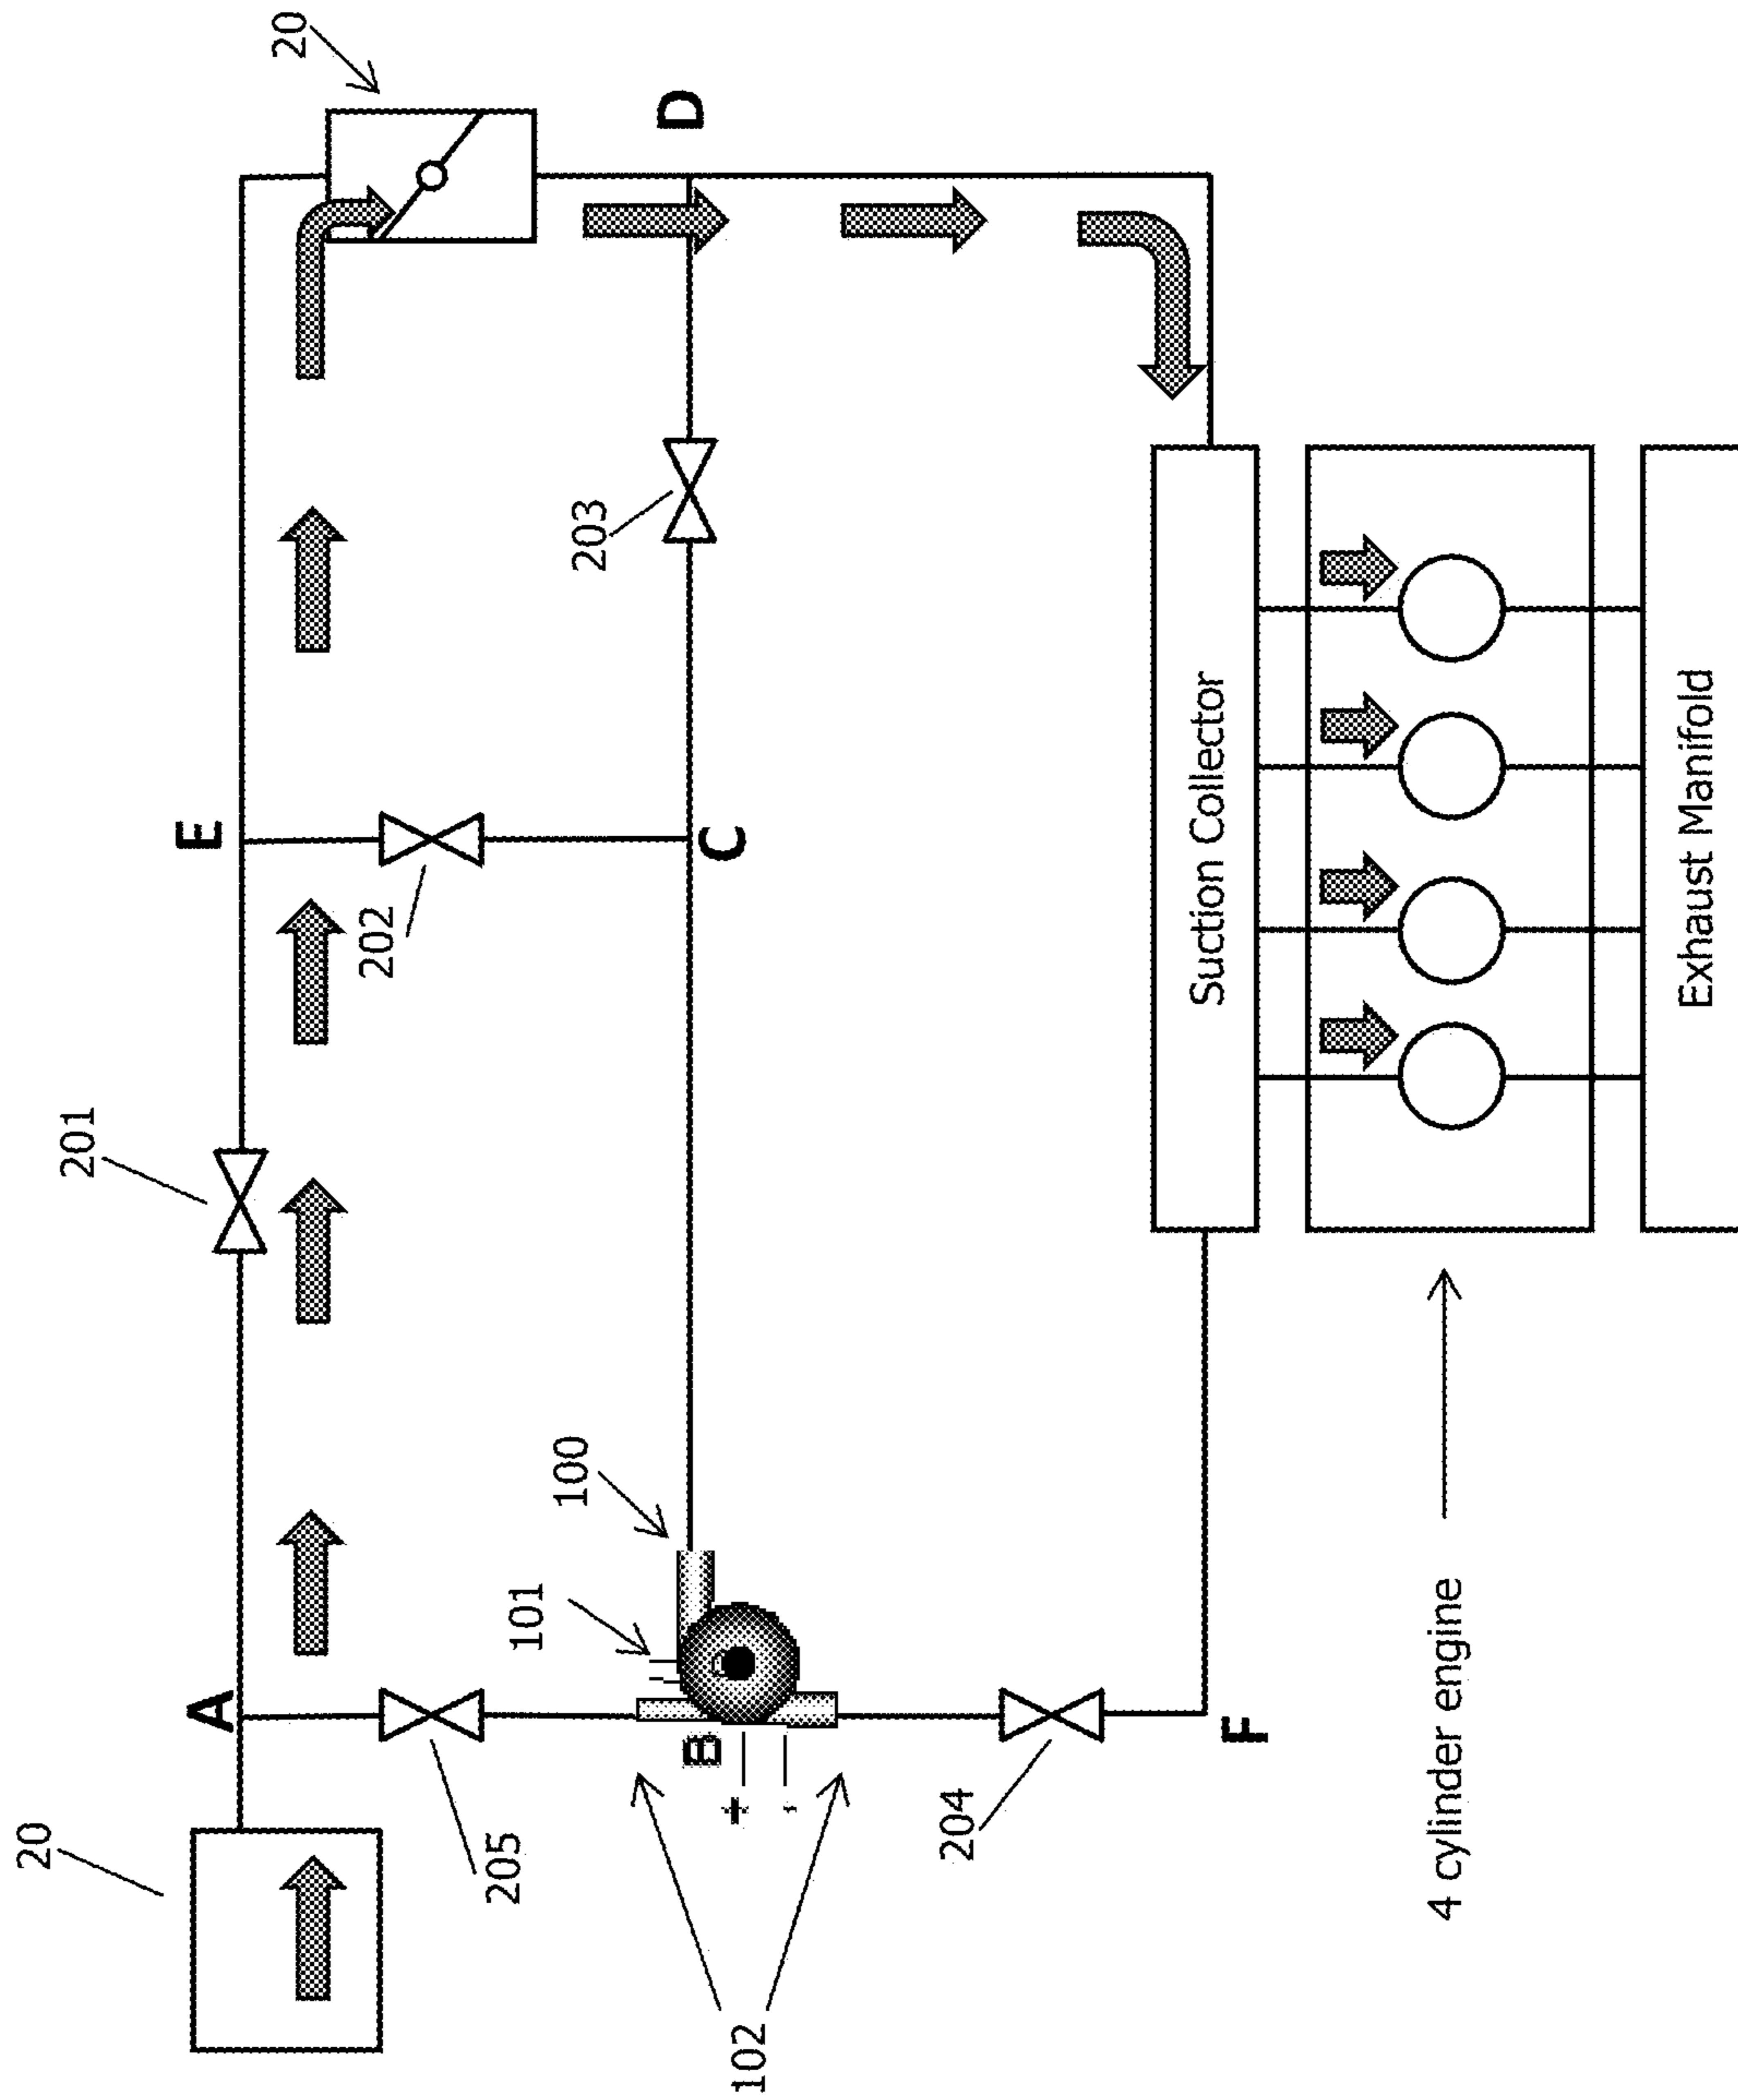 20
D
E
202
203
C
201
A
100
101
B
+
20
205
102
204
F
Suction Collector
4 cylinder engine
Exhaust Manifold